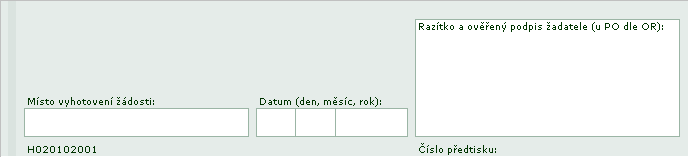 Razítko a ověřený podpis žadatele (u PO dle OR):
Místo vyhotovení žádosti:
Datum (den, měsíc, rok):
H020102001
Číslo předtisku: